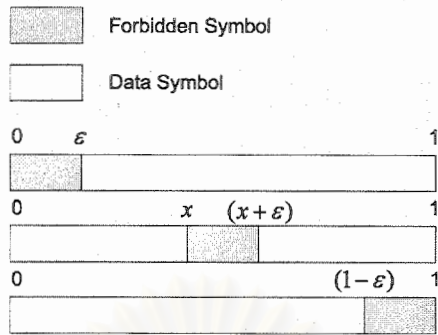 Forbidden Symbol
Data Symbol
0 ε 1
0 x (x+ε) 1
0 (1−ε) 1